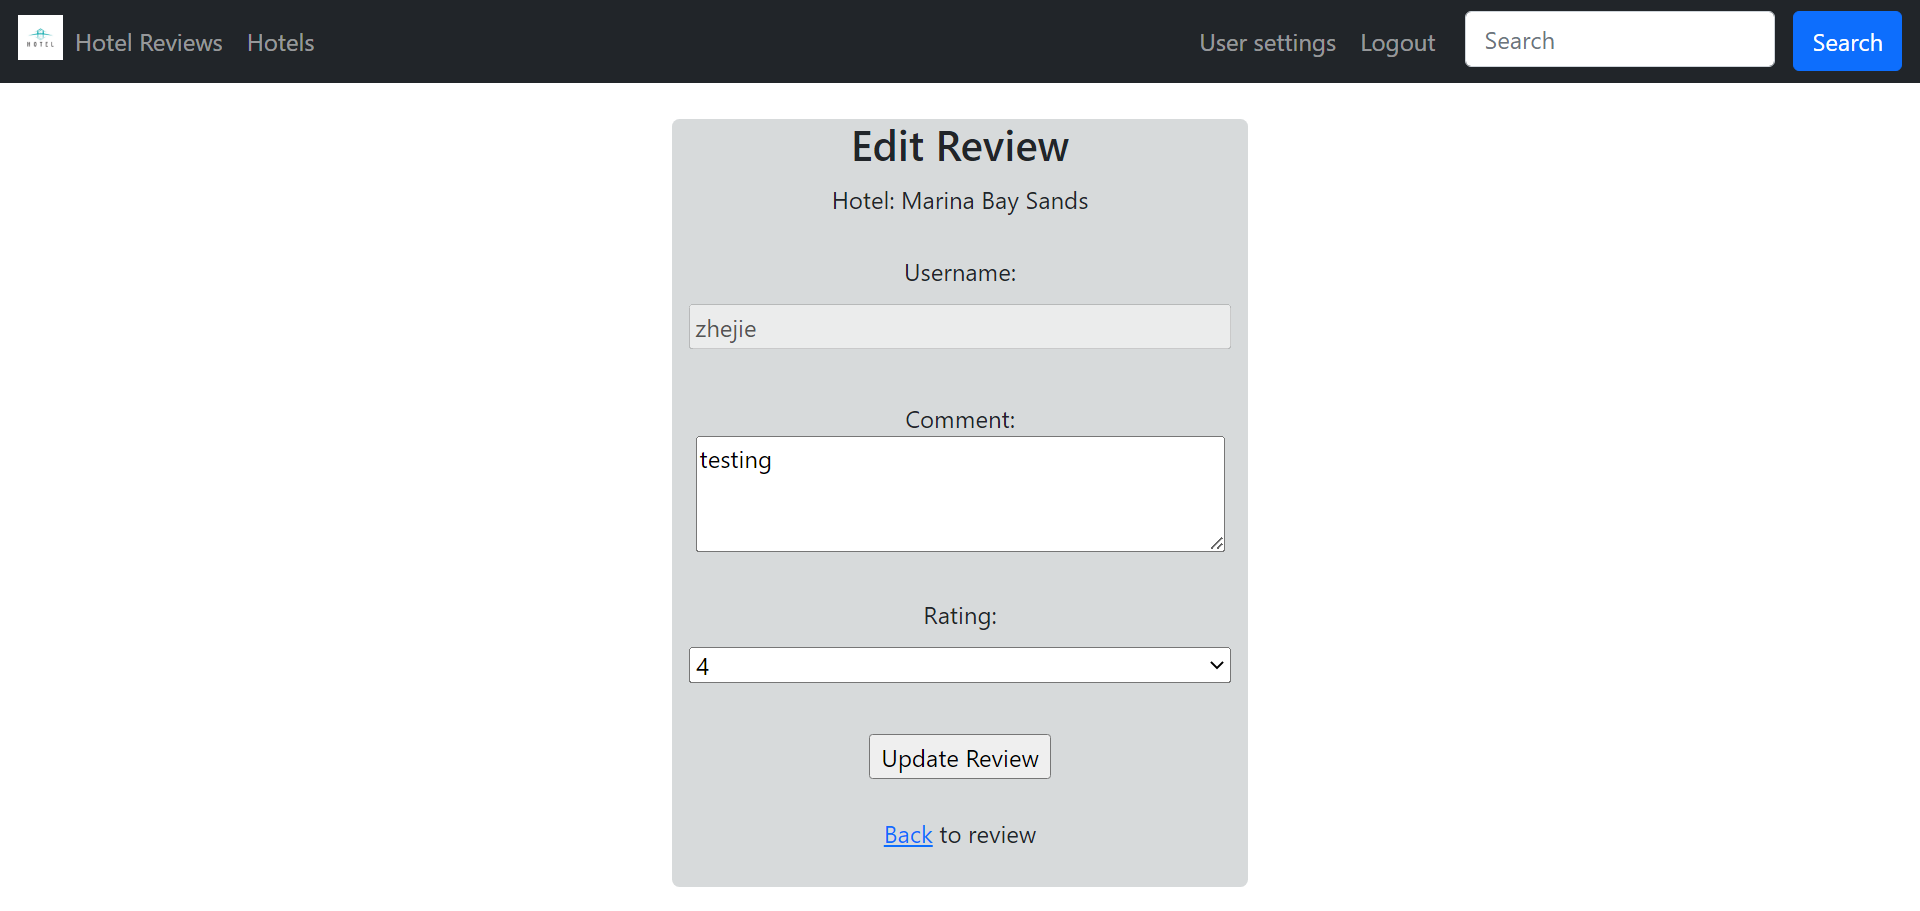 HOTEL
Hotel Reviews
Hotels
User settings
Logout
Search
Search
Edit Review
Hotel: Marina Bay Sands
Username:
zhejie
Comment:
testing
Rating:
4
Update Review
Back to review